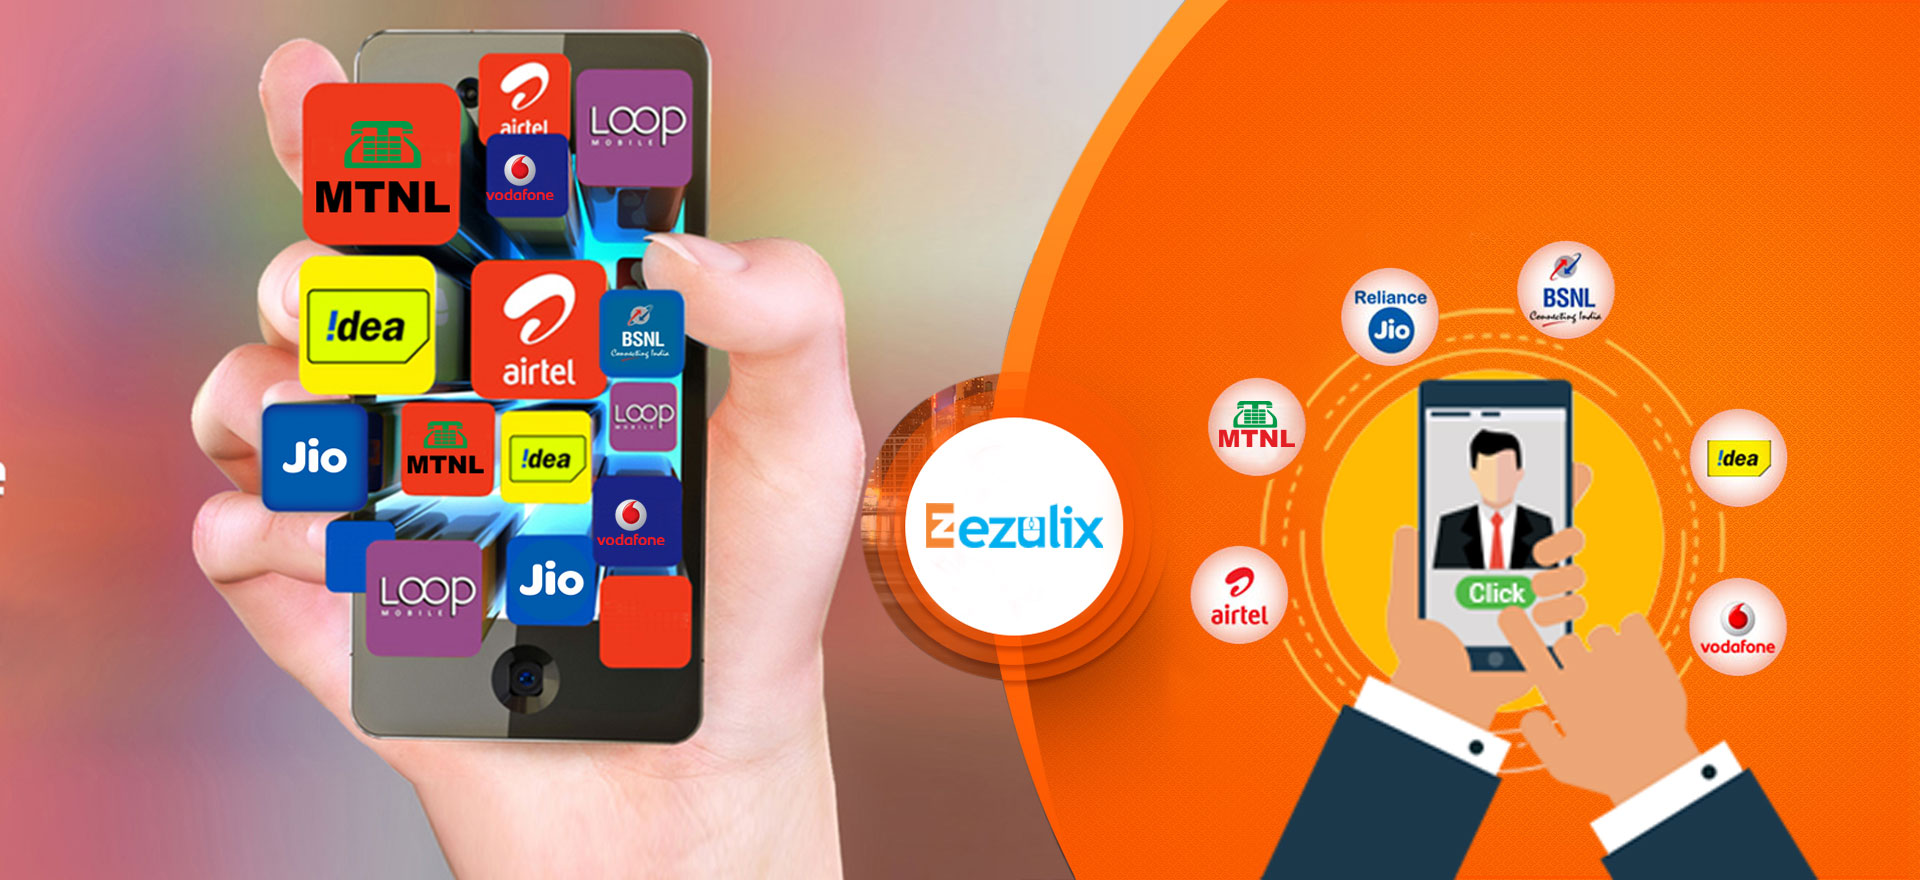 airtel
LOOP
MOBILE
MTNL
vodafone
!dea
airtel
BSNL
Connecting India
LOOP
MOBILE
Jio
MTNL
!dea
vodafone
LOOP
MOBILE
Jio
e
ezulix
Reliance
Jio
BSNL
Connecting India
MTNL
!dea
airtel
Click
vodafone